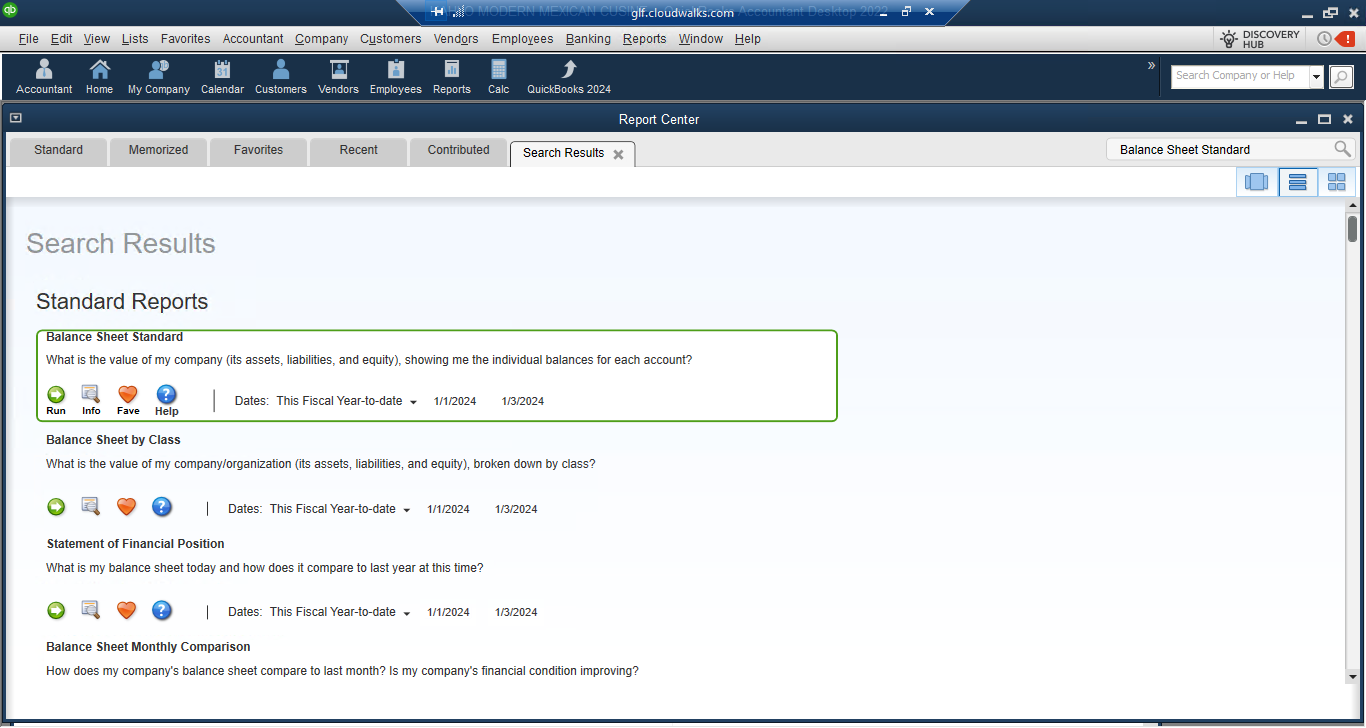 MODERN MEXICAN glf.cloudwalks.com Accountant Desktop 202
File Edit View Lists Favorites Accountant Company Customers Vendors Employees Banking Reports Window Help
DISCOVERY
HUB
Accountant Home My Company Calendar Customers Vendors Employees Reports Calc QuickBooks 2024
31
Search Company or Help
Report Center
Standard Memorized Favorites Recent Contributed Search Results
Balance Sheet Standard
Search Results
Standard Reports
Balance Sheet Standard
What is the value of my company (its assets, liabilities, and equity), showing me the individual balances for each account?
Run Info Fave Help Dates: This Fiscal Year-to-date 1/1/2024 1/3/2024
Balance Sheet by Class
What is the value of my company/organization (its assets, liabilities, and equity), broken down by class?
Dates: This Fiscal Year-to-date 1/1/2024 1/3/2024
Statement of Financial Position
What is my balance sheet today and how does it compare to last year at this time?
Dates: This Fiscal Year-to-date 1/1/2024 1/3/2024
Balance Sheet Monthly Comparison
How does my company's balance sheet compare to last month? Is my company's financial condition improving?